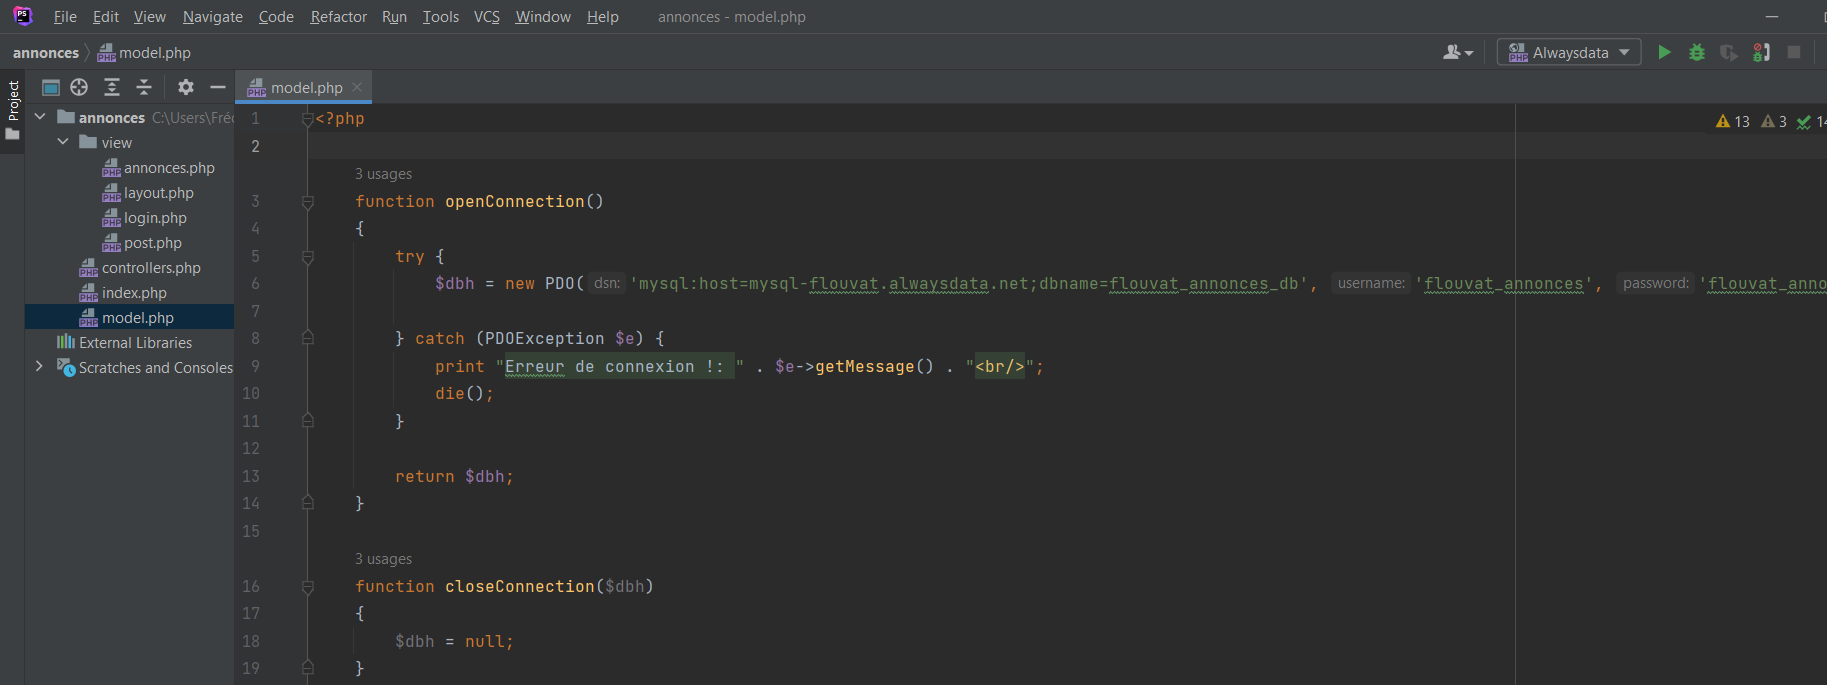 PS File Edit View Navigate Code Refactor Run Tools VCS Window Help annonces - model.php
annonces model.php Alwaysdata
Project
model.php
annonces C:\Users\Fréd
view
annonces.php
layout.php
login.php
post.php
controllers.php
index.php
model.php
External Libraries
Scratches and Consoles
13 3 14
1 <?php
2
3 usages
3 function openConnection()
4 {
5 try {
6 $dbh = new PDO( dsn: 'mysql:host=mysql-flouvat.alwaysdata.net;dbname=flouvat_annonces_db', username: 'flouvat_annonces', password: 'flouvat_anno
7
8 } catch (PDOException $e) {
9 print "Erreur de connexion !: " . $e->getMessage() . "<br/>";
10 die();
11 }
12
13 return $dbh;
14 }
15
3 usages
16 function closeConnection($dbh)
17 {
18 $dbh = null;
19 }